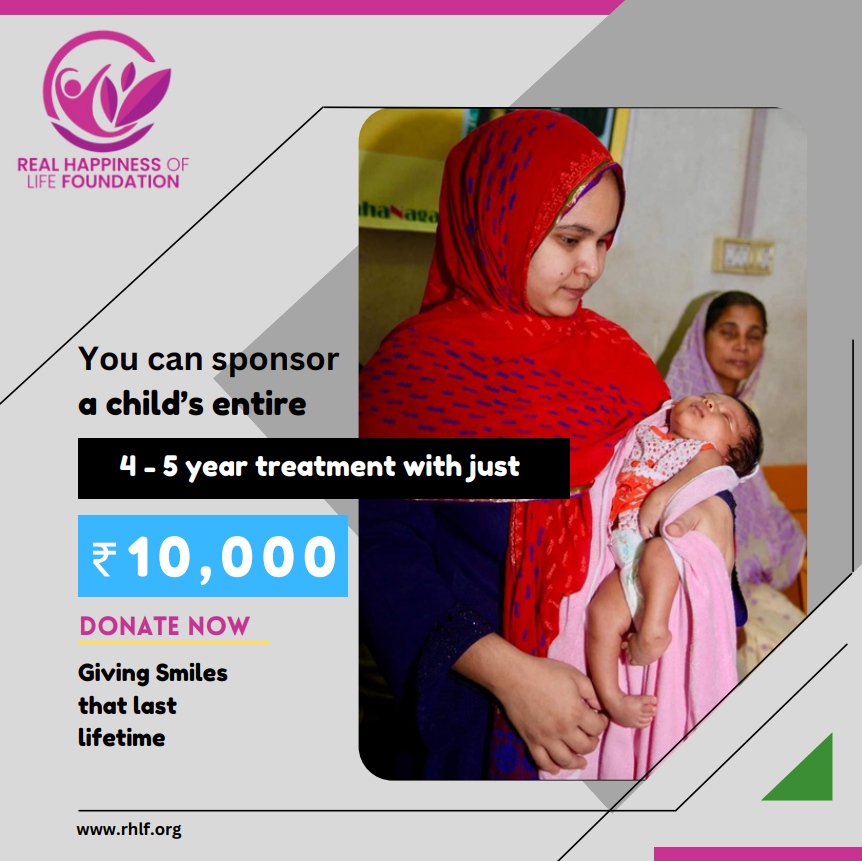 REAL HAPPINESS OF
LIFE FOUNDATION
You can sponsor
a child's entire
4 - 5 year treatment with just
₹10,000
DONATE NOW
Giving Smiles
that last
lifetime
www.rhlf.org